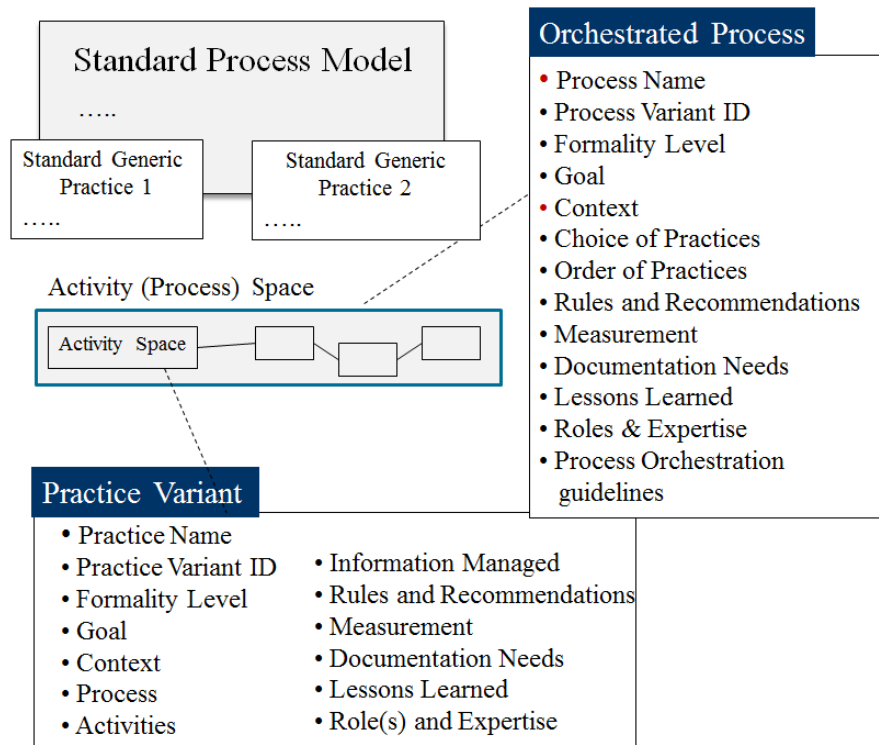 Standard Process Model
.....
Standard Generic
Practice 1
.....
Standard Generic
Practice 2
.....
Activity (Process) Space
Activity Space
Orchestrated Process
• Process Name
• Process Variant ID
• Formality Level
• Goal
• Context
• Choice of Practices
• Order of Practices
• Rules and Recommendations
• Measurement
• Documentation Needs
• Lessons Learned
• Roles & Expertise
• Process Orchestration
guidelines
Practice Variant
• Practice Name
• Practice Variant ID
• Formality Level
• Goal
• Context
• Process
• Activities
• Information Managed
• Rules and Recommendations
• Measurement
• Documentation Needs
• Lessons Learned
• Role(s) and Expertise